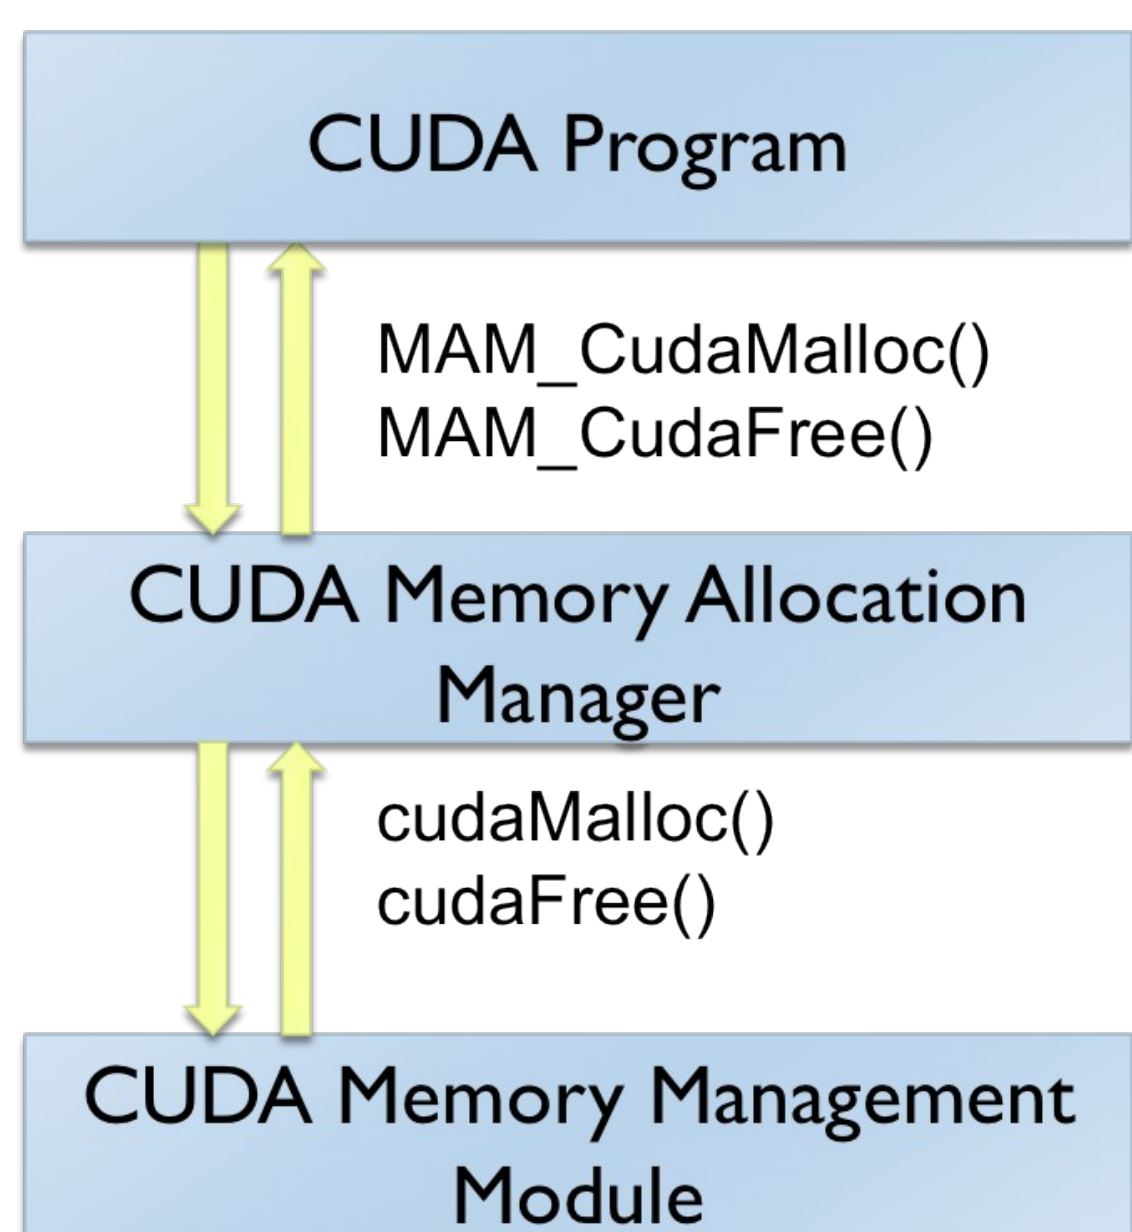 CUDA Program
MAM_CudaMalloc()
MAM_CudaFree()
CUDA Memory Allocation
Manager
cudaMalloc()
cudaFree()
CUDA Memory Management
Module